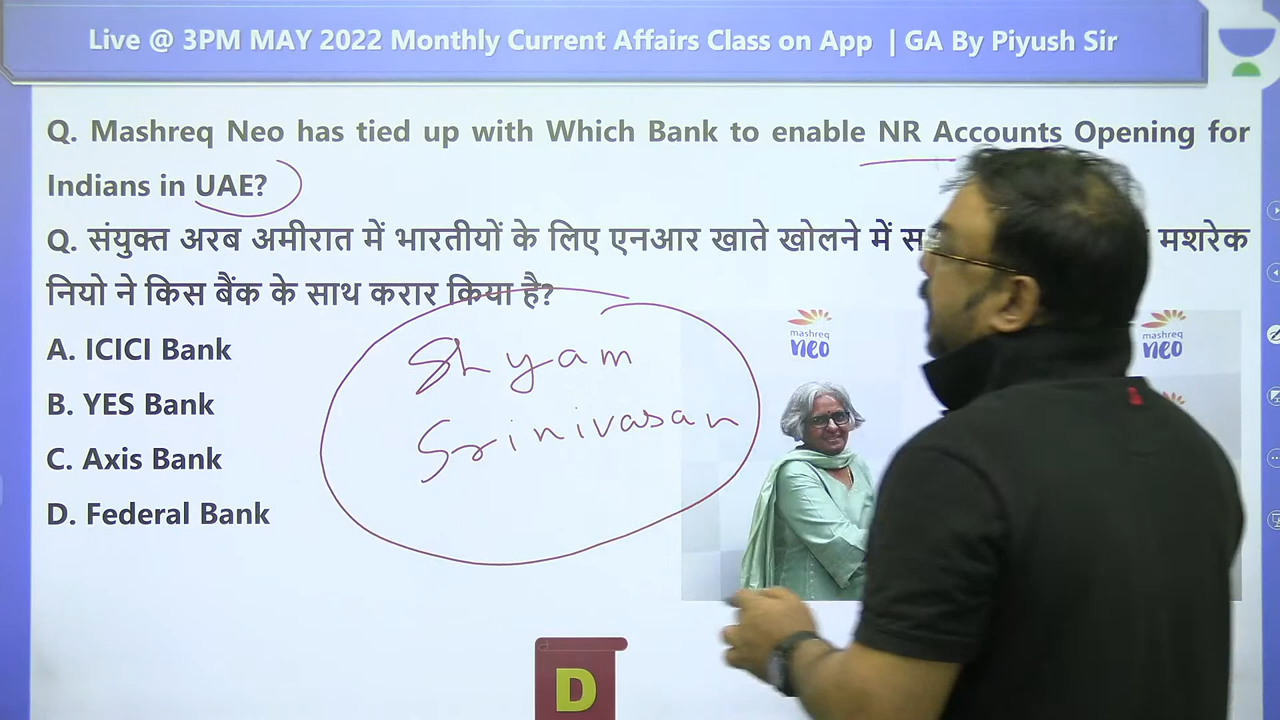 Live @ 3PM MAY 2022 Monthly Current Affairs Class on App | GA By Piyush Sir
Q. Mashreq Neo has tied up with Which Bank to enable NR Accounts Opening for
Indians in UAE?
Q. संयुक्त अरब अमीरात में भारतीयों के लिए एनआर खाते खोलने में मशरेक
नियो ने किस बैंक के साथ करार किया है?
A. ICICI Bank
B. YES Bank
C. Axis Bank
D. Federal Bank
Shyam
Srinivasan
mashreq
neo
mashreq
neo
D